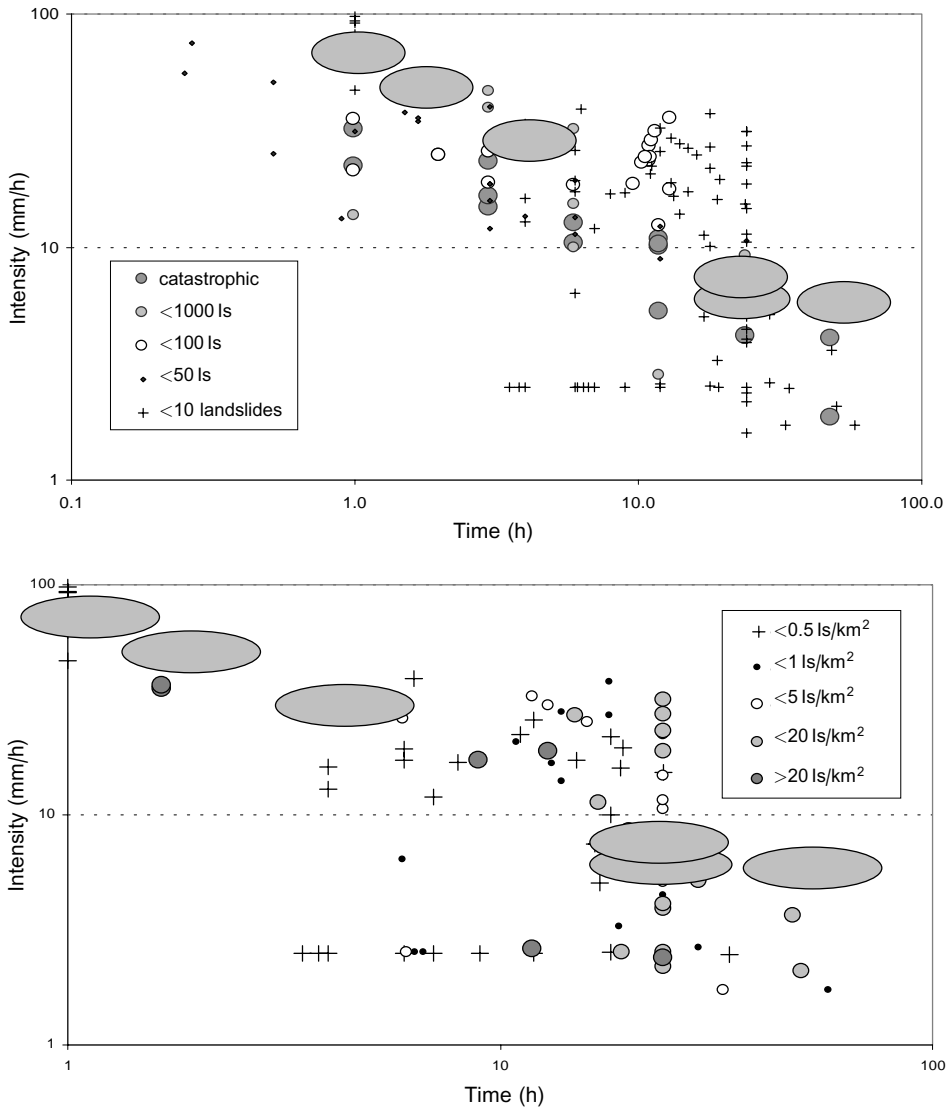 100
10
1
Intensity (mm/h)
catastrophic
<1000 ls
<100 ls
<50 ls
<10 landslides
0.1 1.0 10.0 100.0
Time (h)
100
10
1
Intensity (mm/h)
<0.5 ls/km²
<1 ls/km²
<5 ls/km²
<20 ls/km²
>20 ls/km²
1 10 100
Time (h)